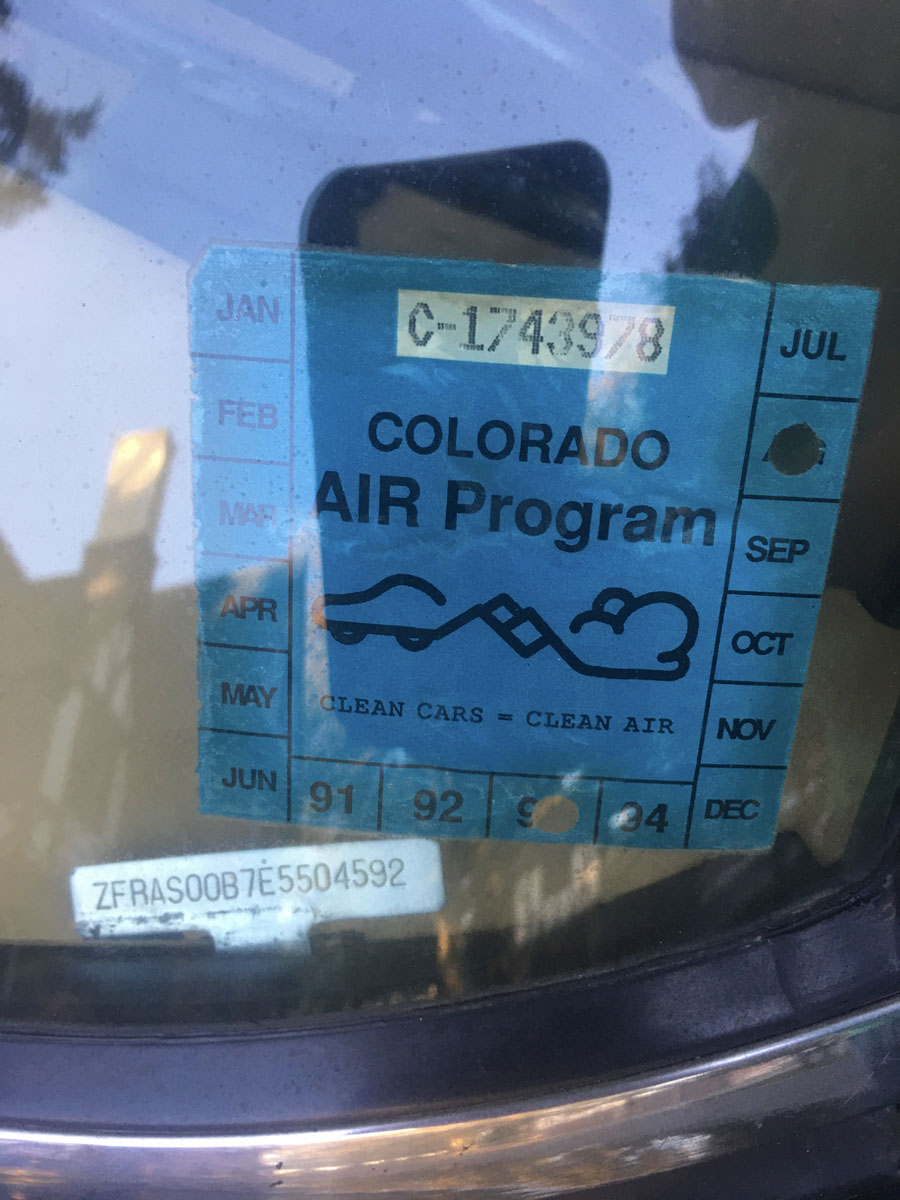 C-1743978
COLORADO
AIR Program
CLEAN CARS = CLEAN AIR
JAN
FEB
MAR
APR
MAY
JUN
91
92
94
JUL
SEP
OCT
NOV
DEC
ZFRAS00B7E5504592